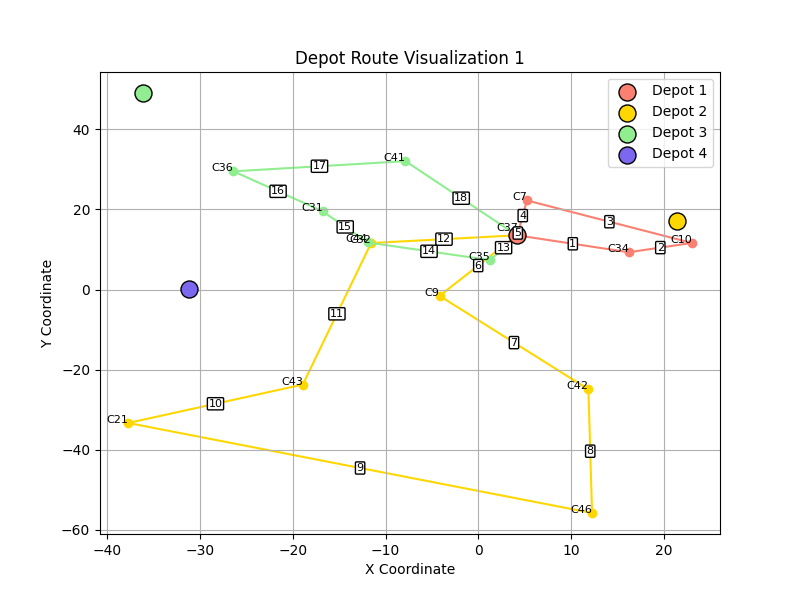 Depot Route Visualization 1
Depot 1
Depot 2
Depot 3
Depot 4
Y Coordinate
40
20
0
−20
−40
−60
C36
17
C41
16
18
C31
C7
4
3
15
C37
5
C32
12
13
1
C34
2
C10
14
C35
6
C9
11
7
C43
C42
10
C21
8
9
C46
−40
−30
−20
−10
0
10
20
X Coordinate